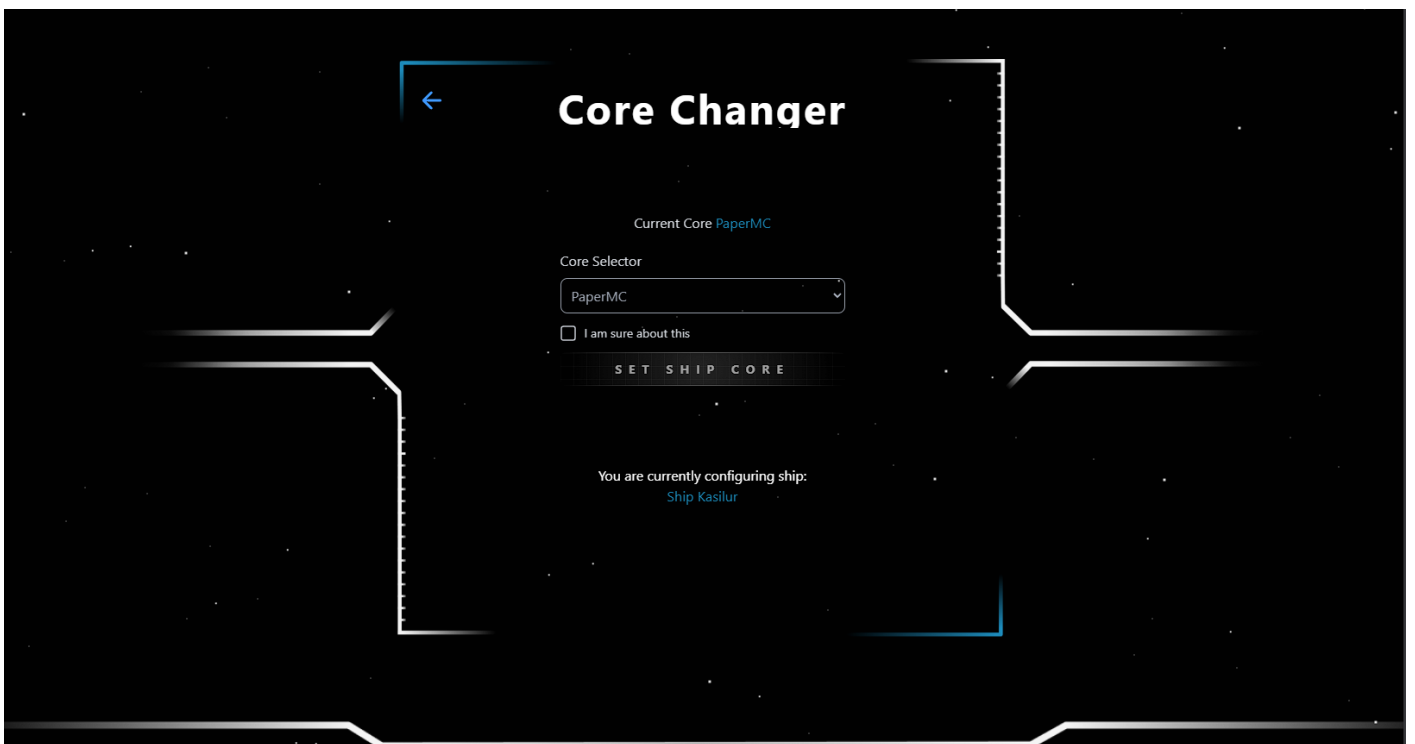 Core Changer
Current Core PaperMC
Core Selector
PaperMC
I am sure about this
SET SHIP CORE
You are currently configuring ship:
Ship Kasilur